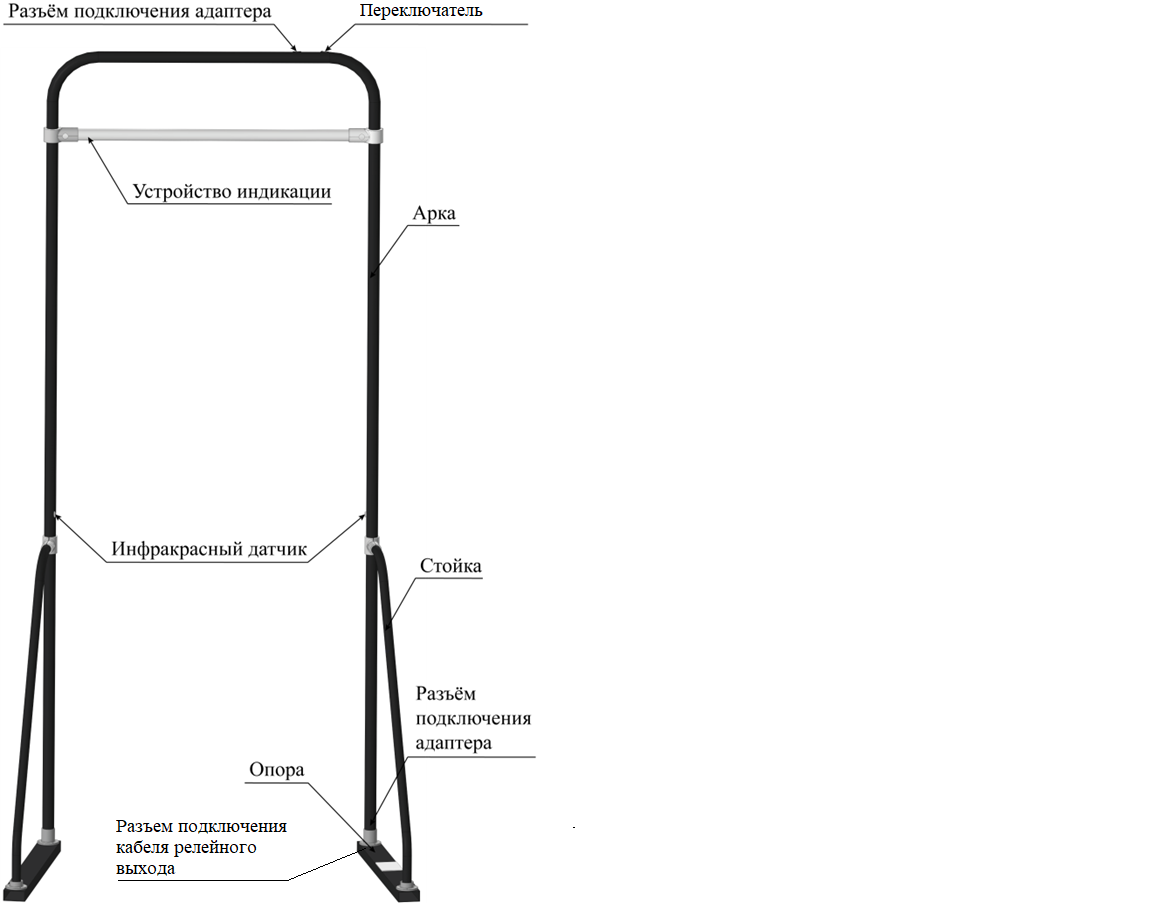 Разъём подключения адаптера
Переключатель
Устройство индикации
Арка
Инфракрасный датчик
Стойка
Разъём
подключения
адаптера
Опора
Разъем подключения
кабеля релейного
выхода